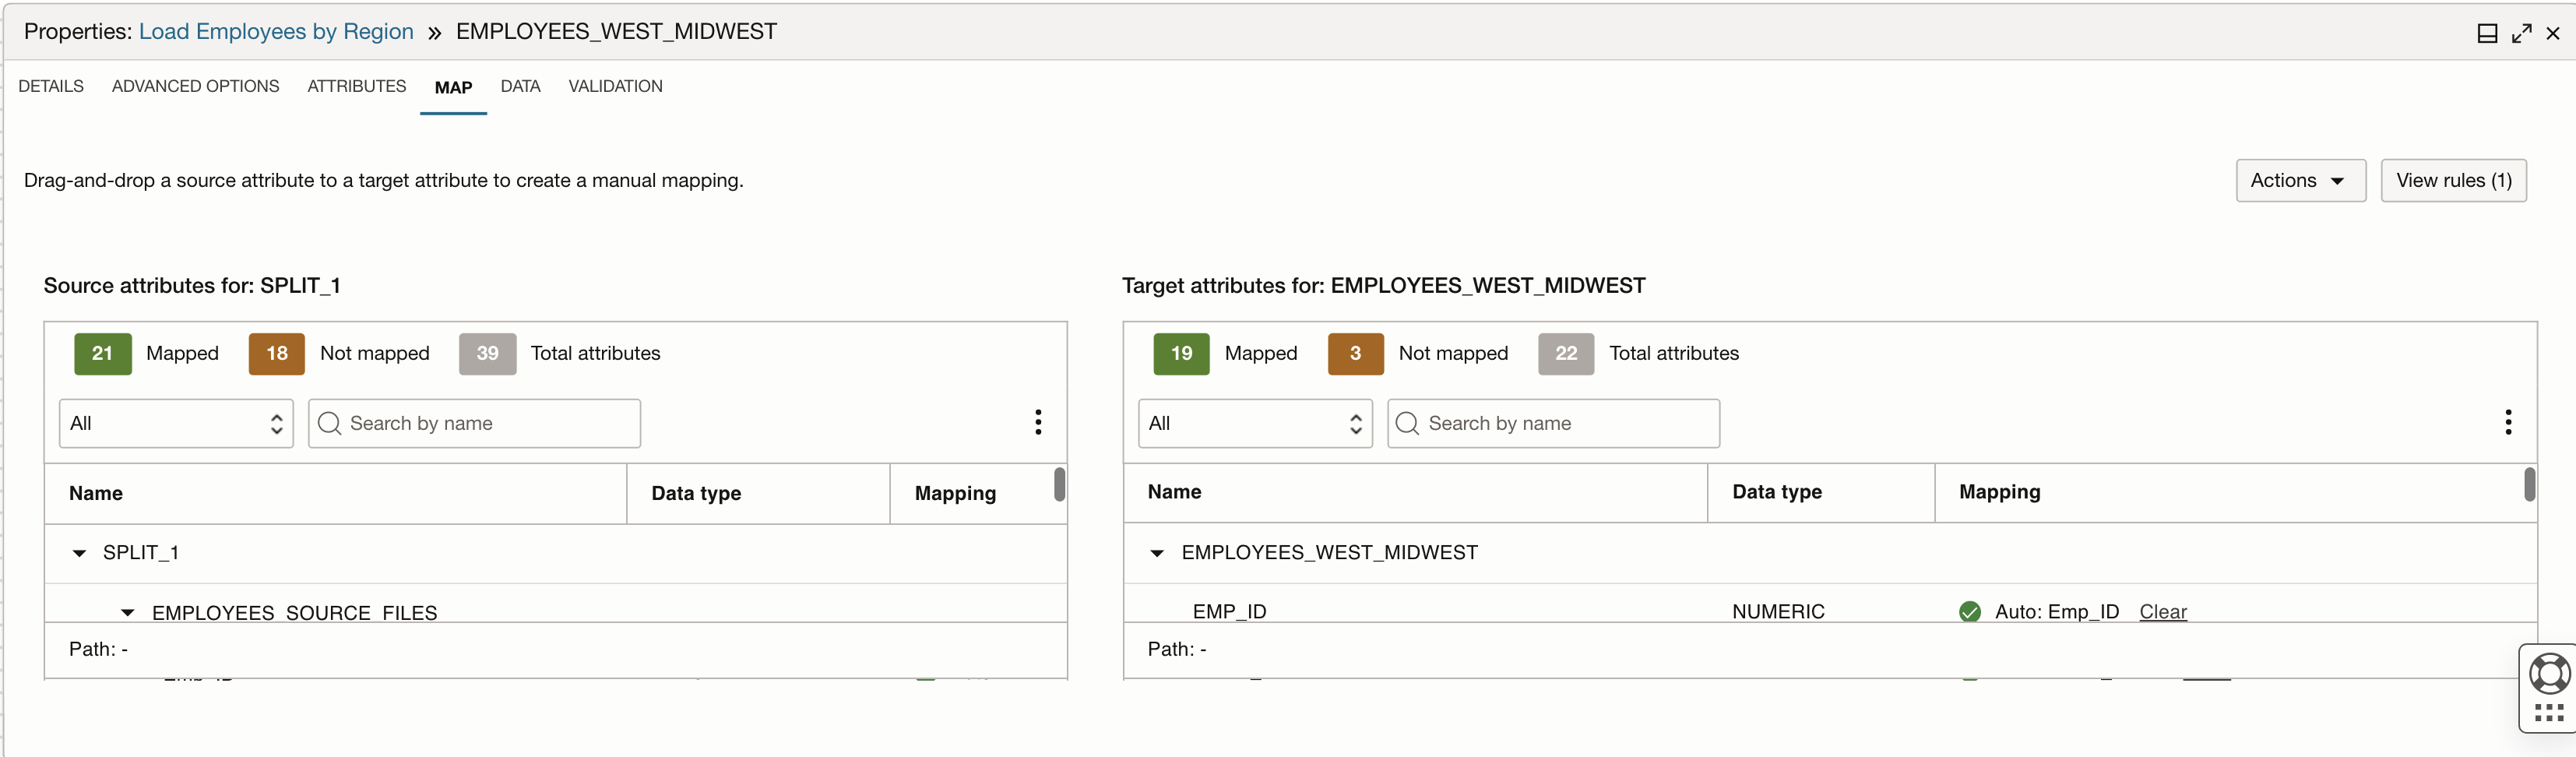 Properties: Load Employees by Region » EMPLOYEES_WEST_MIDWEST
DETAILS ADVANCED OPTIONS ATTRIBUTES MAP DATA VALIDATION
Drag-and-drop a source attribute to a target attribute to create a manual mapping.
Actions
View rules (1)
Source attributes for: SPLIT_1
21 Mapped 18 Not mapped 39 Total attributes
All Search by name
Name Data type Mapping
SPLIT_1
EMPLOYEES_SOURCE_FILES
Path: -
Target attributes for: EMPLOYEES_WEST_MIDWEST
19 Mapped 3 Not mapped 22 Total attributes
All Search by name
Name Data type Mapping
EMPLOYEES_WEST_MIDWEST
EMP_ID NUMERIC Auto: Emp_ID Clear
Path: -